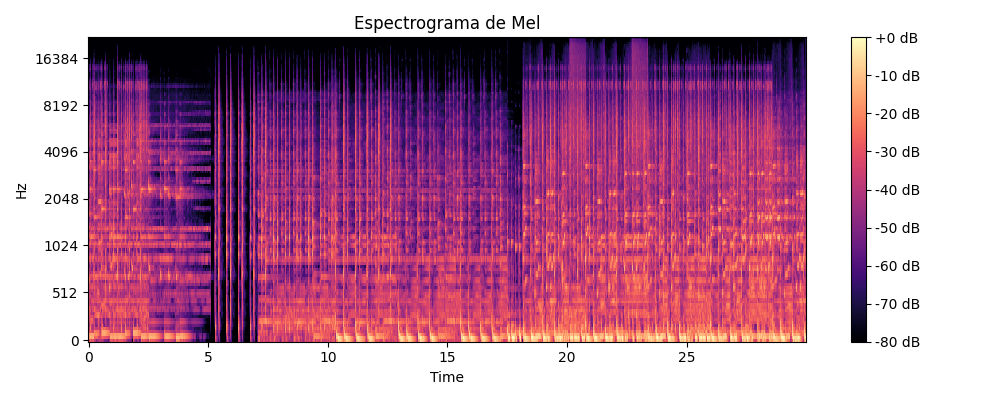 Espectrograma de Mel
Hz
16384
8192
4096
2048
1024
512
0
0 5 10 15 20 25
Time
+0 dB
-10 dB
-20 dB
-30 dB
-40 dB
-50 dB
-60 dB
-70 dB
-80 dB